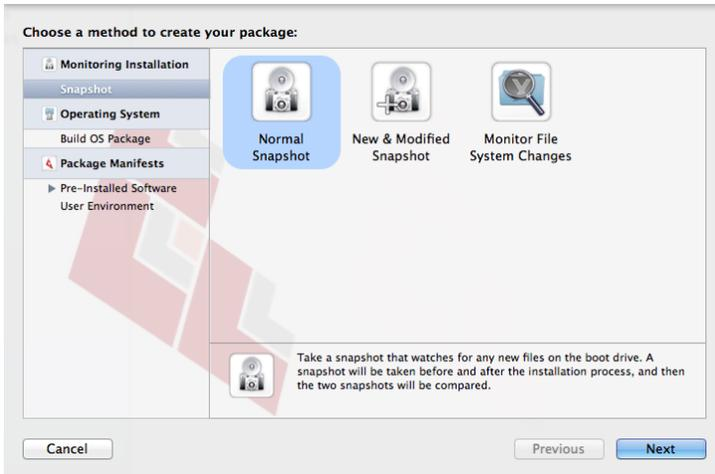 Choose a method to create your package:
Monitoring Installation
Snapshot
Operating System
Build OS Package
Package Manifests
Pre-Installed Software
User Environment
Normal
Snapshot
New & Modified
Snapshot
Monitor File
System Changes
Take a snapshot that watches for any new files on the boot drive. A
snapshot will be taken before and after the installation process, and then
the two snapshots will be compared.
Cancel
Previous
Next